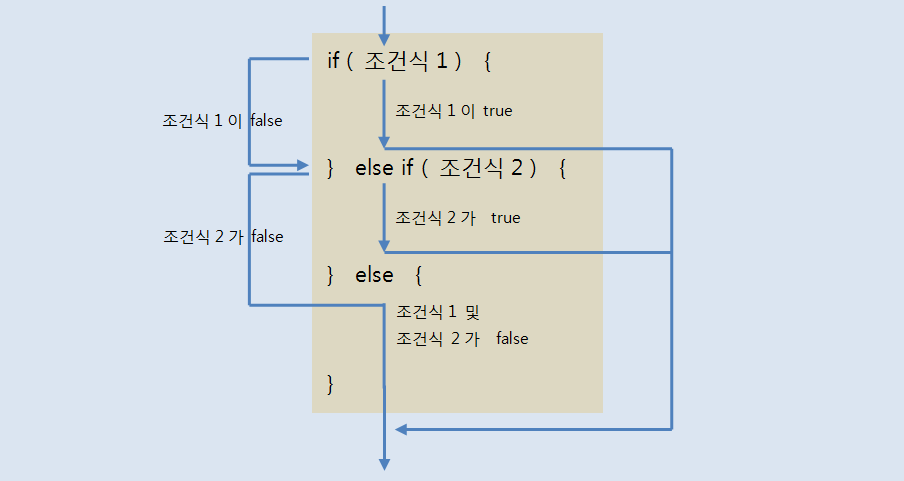 if ( 조건식 1 ) {
조건식 1 이 true
조건식 1 이 false
} else if ( 조건식 2 ) {
조건식 2 가 true
조건식 2 가 false
} else {
조건식 1 및
조건식 2 가 false
}